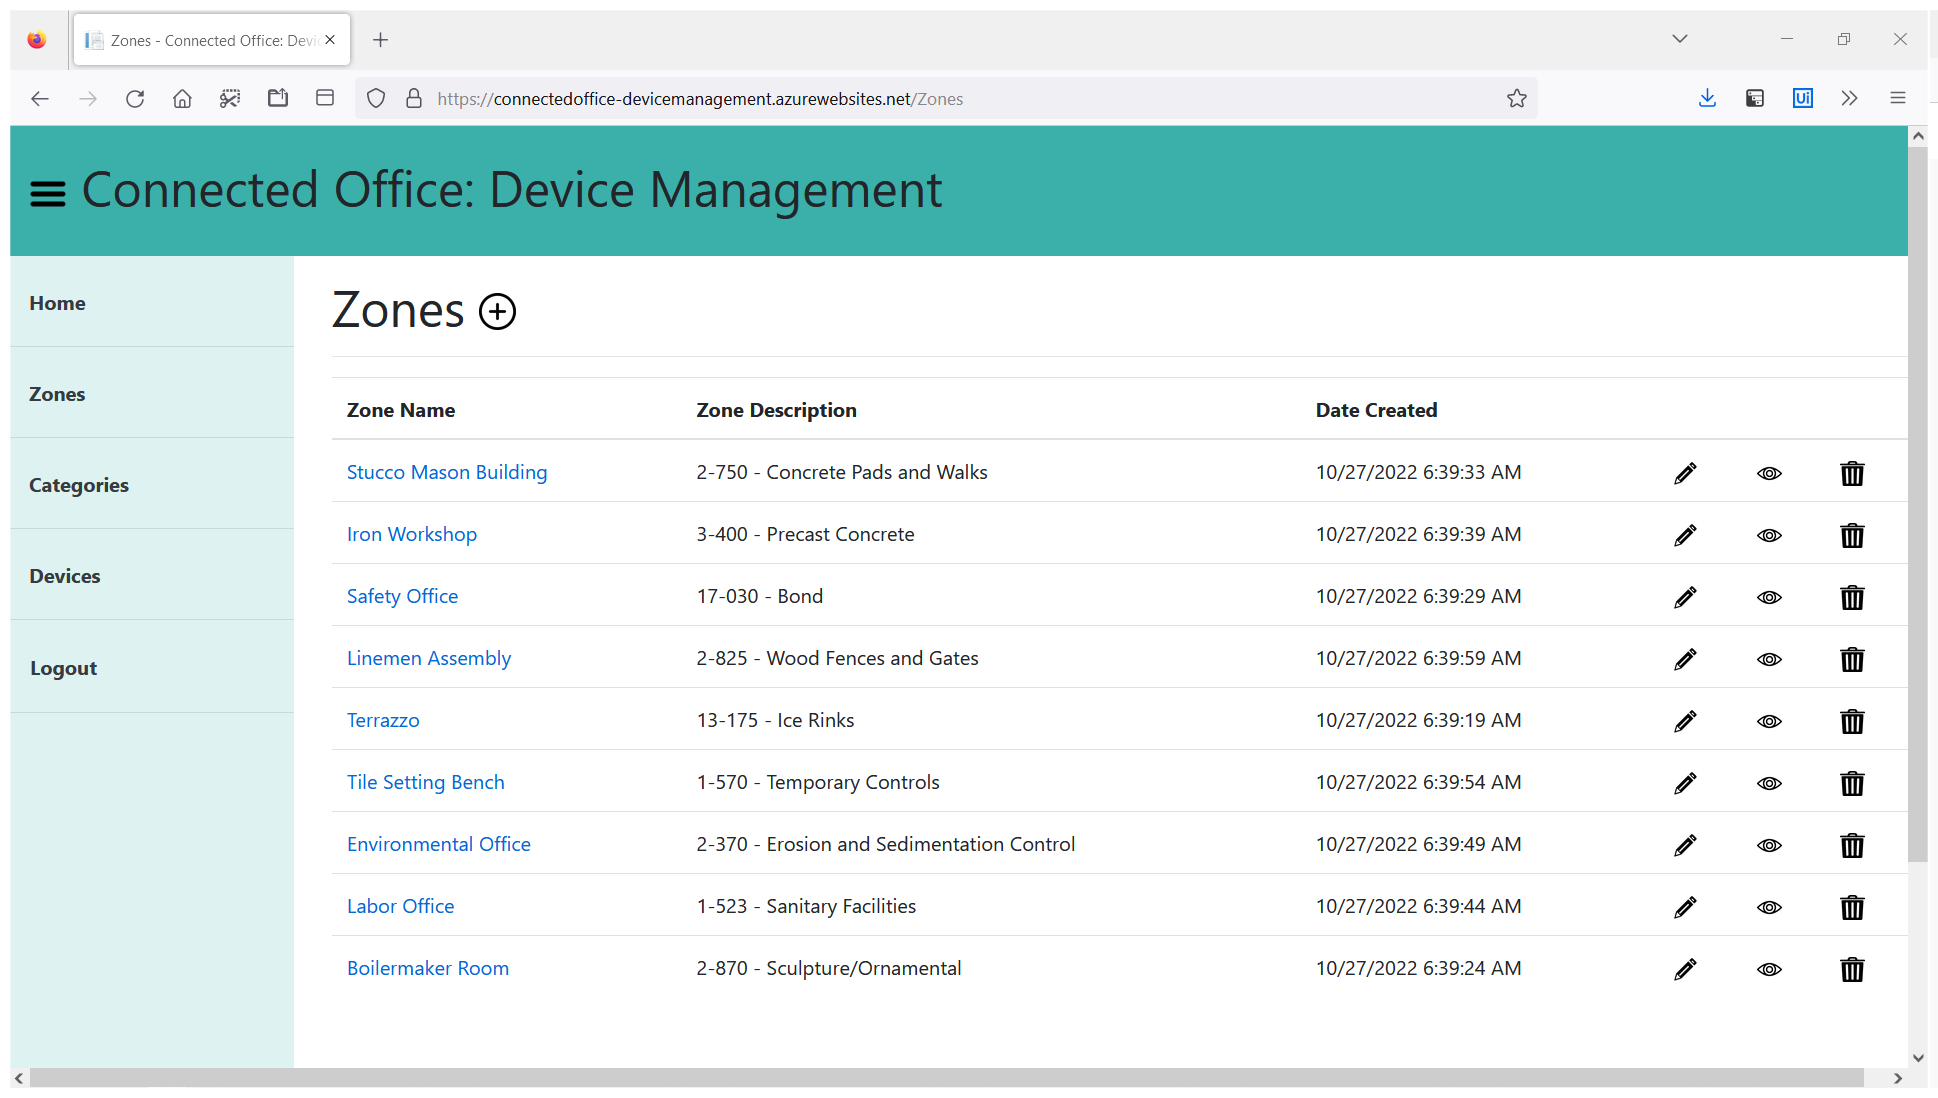 Zones - Connected Office: Devi
https://connectedoffice-devicemanagement.azurewebsites.net/Zones
Ui
Connected Office: Device Management
Home
Zones
Categories
Devices
Logout
Zones
Zone Name Zone Description Date Created
Stucco Mason Building 2-750 - Concrete Pads and Walks 10/27/2022 6:39:33 AM
Iron Workshop 3-400 - Precast Concrete 10/27/2022 6:39:39 AM
Safety Office 17-030 - Bond 10/27/2022 6:39:29 AM
Linemen Assembly 2-825 - Wood Fences and Gates 10/27/2022 6:39:59 AM
Terrazzo 13-175 - Ice Rinks 10/27/2022 6:39:19 AM
Tile Setting Bench 1-570 - Temporary Controls 10/27/2022 6:39:54 AM
Environmental Office 2-370 - Erosion and Sedimentation Control 10/27/2022 6:39:49 AM
Labor Office 1-523 - Sanitary Facilities 10/27/2022 6:39:44 AM
Boilermaker Room 2-870 - Sculpture/Ornamental 10/27/2022 6:39:24 AM